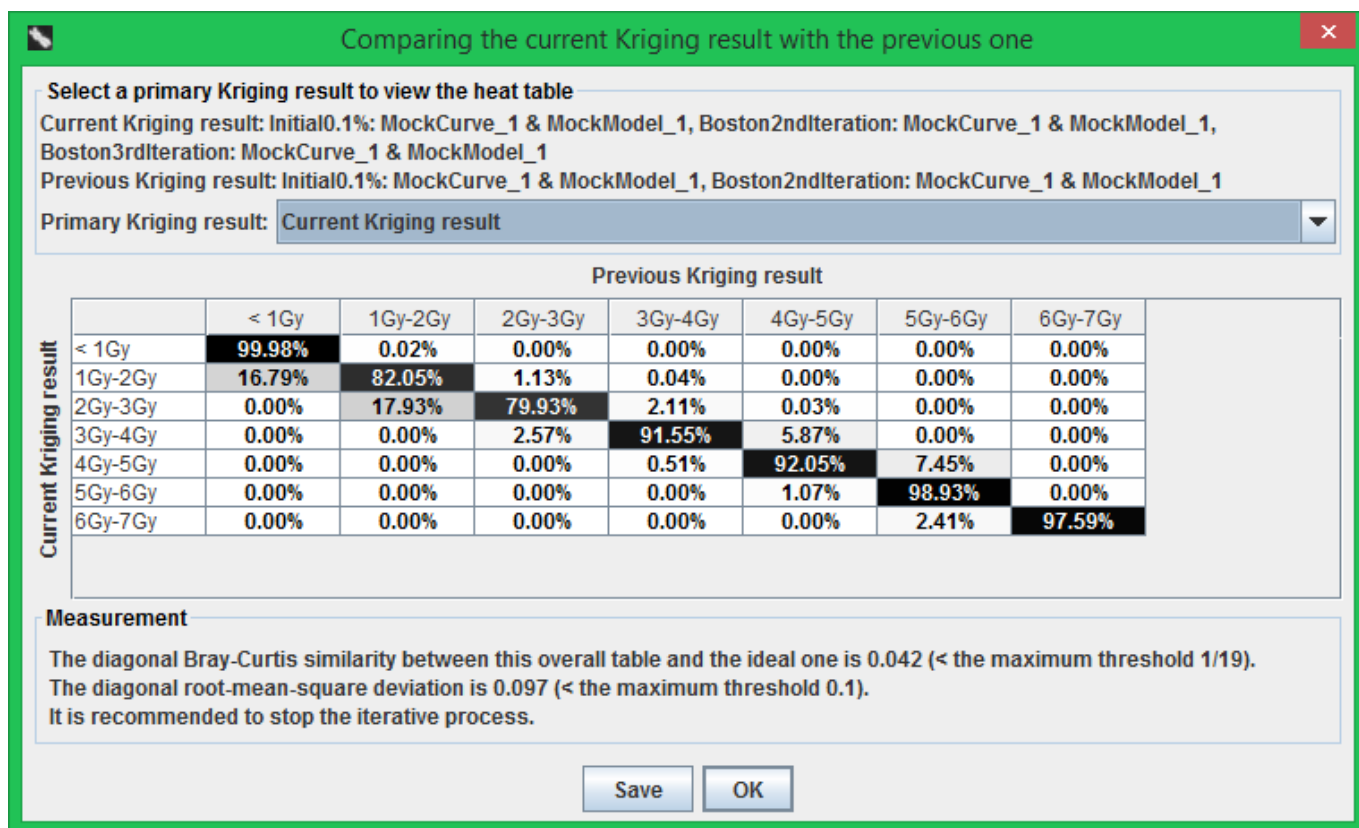 Comparing the current Kriging result with the previous one
Select a primary Kriging result to view the heat table
Current Kriging result: Initial0.1%: MockCurve_1 & MockModel_1, Boston2ndIteration: MockCurve_1 & MockModel_1,
Boston3rdIteration: MockCurve_1 & MockModel_1
Previous Kriging result: Initial0.1%: MockCurve_1 & MockModel_1, Boston2ndIteration: MockCurve_1 & MockModel_1
Primary Kriging result: Current Kriging result
Previous Kriging result
Current Kriging result
< 1Gy 1Gy-2Gy 2Gy-3Gy 3Gy-4Gy 4Gy-5Gy 5Gy-6Gy 6Gy-7Gy
< 1Gy 99.98% 0.02% 0.00% 0.00% 0.00% 0.00% 0.00%
1Gy-2Gy 16.79% 82.05% 1.13% 0.04% 0.00% 0.00% 0.00%
2Gy-3Gy 0.00% 17.93% 79.93% 2.11% 0.03% 0.00% 0.00%
3Gy-4Gy 0.00% 0.00% 2.57% 91.55% 5.87% 0.00% 0.00%
4Gy-5Gy 0.00% 0.00% 0.00% 0.51% 92.05% 7.45% 0.00%
5Gy-6Gy 0.00% 0.00% 0.00% 0.00% 1.07% 98.93% 0.00%
6Gy-7Gy 0.00% 0.00% 0.00% 0.00% 0.00% 2.41% 97.59%
Measurement
The diagonal Bray-Curtis similarity between this overall table and the ideal one is 0.042 (< the maximum threshold 1/19).
The diagonal root-mean-square deviation is 0.097 (< the maximum threshold 0.1).
It is recommended to stop the iterative process.
Save OK